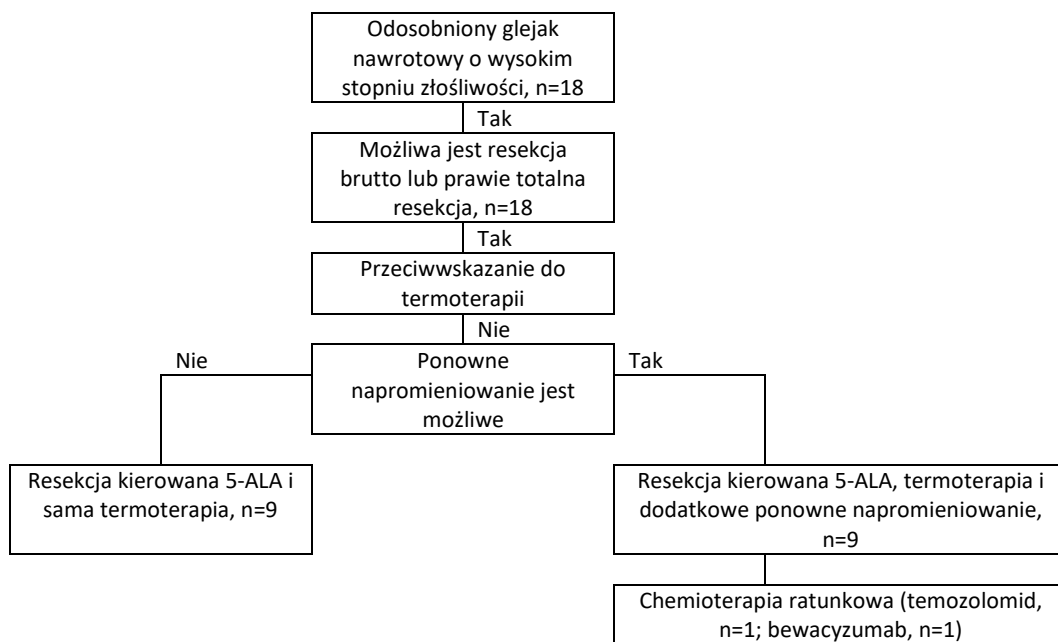 Odosobniony glejak
nawrotowy o wysokim
stopniu złośliwości, n=18
Tak
Możliwa jest resekcja
brutto lub prawie totalna
resekcja, n=18
Tak
Przeciwwskazanie do
termoterapii
Nie
Nie
Ponowne
napromieniowanie jest
możliwe
Tak
Resekcja kierowana 5-ALA i
sama termoterapia, n=9
Resekcja kierowana 5-ALA, termoterapia i
dodatkowe ponowne napromieniowanie,
n=9
Chemioterapia ratunkowa (temozolomid,
n=1; bewacyzumab, n=1)